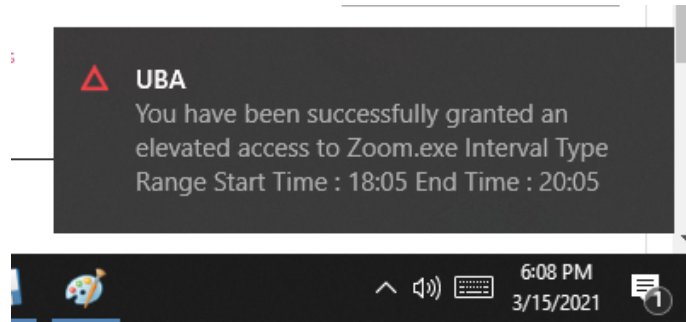 UBA
You have been successfully granted an
elevated access to Zoom.exe Interval Type
Range Start Time : 18:05 End Time : 20:05
6:08 PM
3/15/2021
1